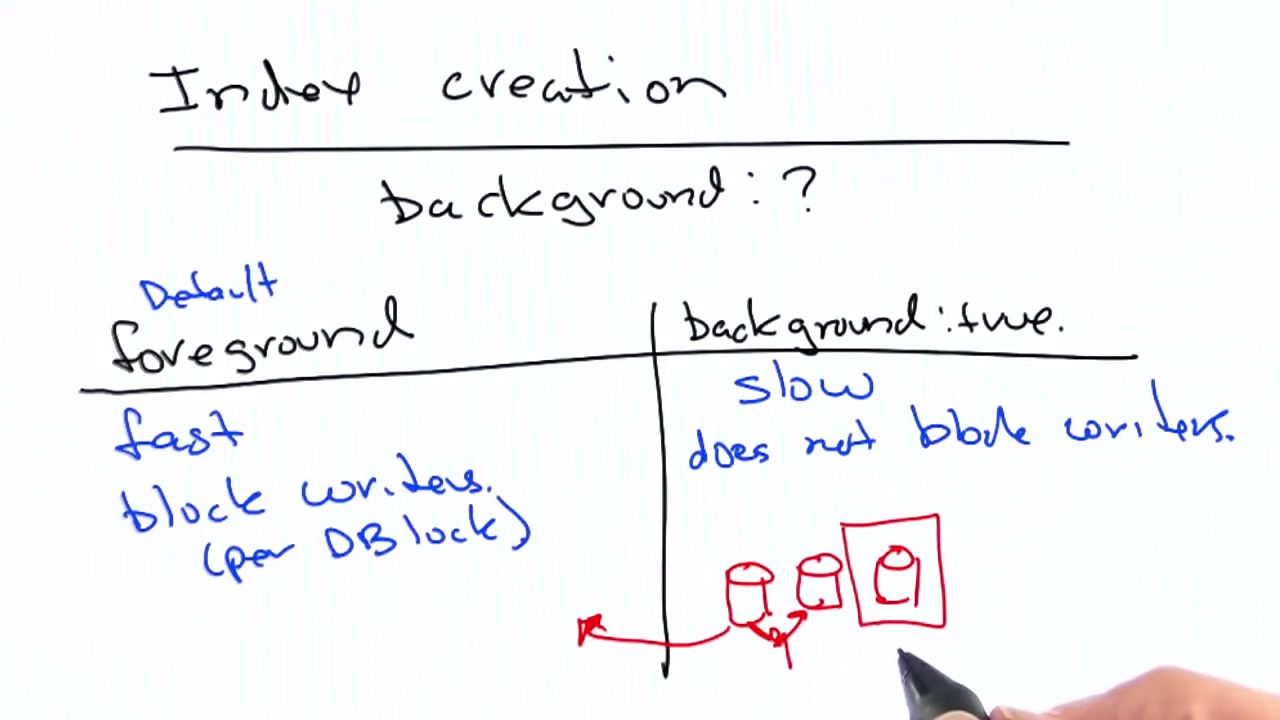 Index creation
background : ?
Default
foreground
background : true.
fast
block writers.
(per DB lock)
slow
does not block writers.